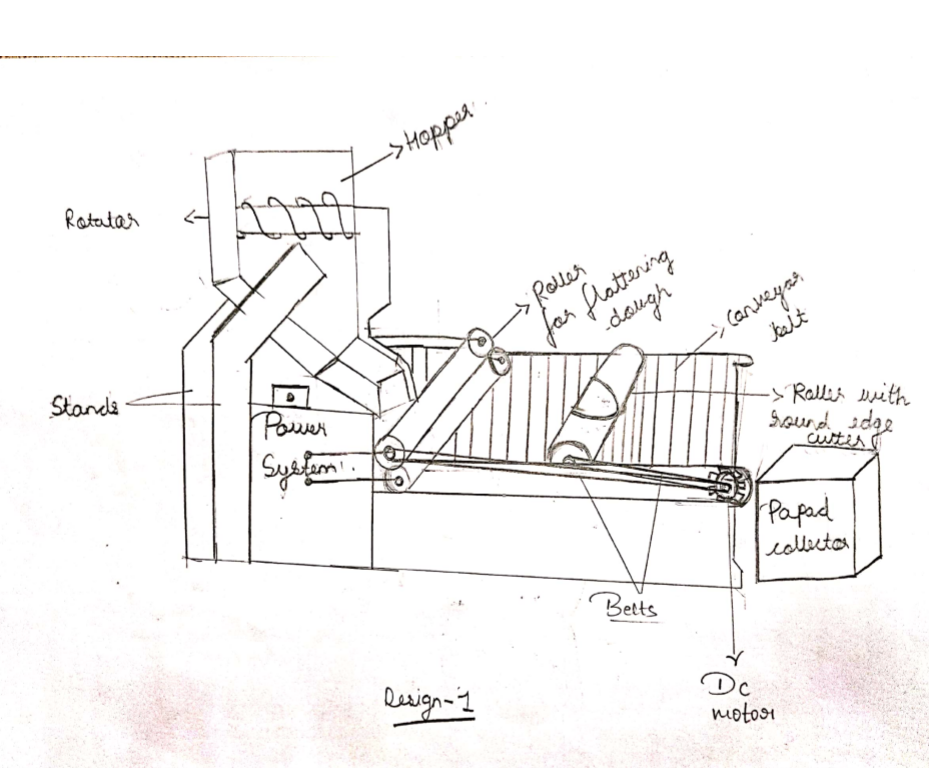 Hopper
Rotator
Roller
for flattening
dough
Conveyor
belt
Stands
Roller with
round edge
cutter
Power
System
Papad
collector
Belts
Dc
motor
Design-1